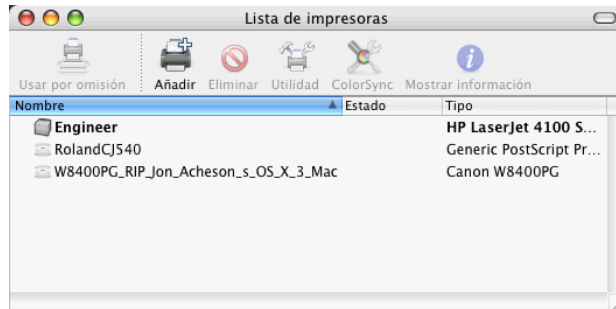 Lista de impresoras
Usar por omisión Añadir Eliminar Utilidad ColorSync Mostrar información
Nombre Estado Tipo
Engineer HP LaserJet 4100 S...
RolandCJ540 Generic PostScript Pr...
W8400PG_RIP_Jon_Acheson_s_OS_X_3_Mac Canon W8400PG